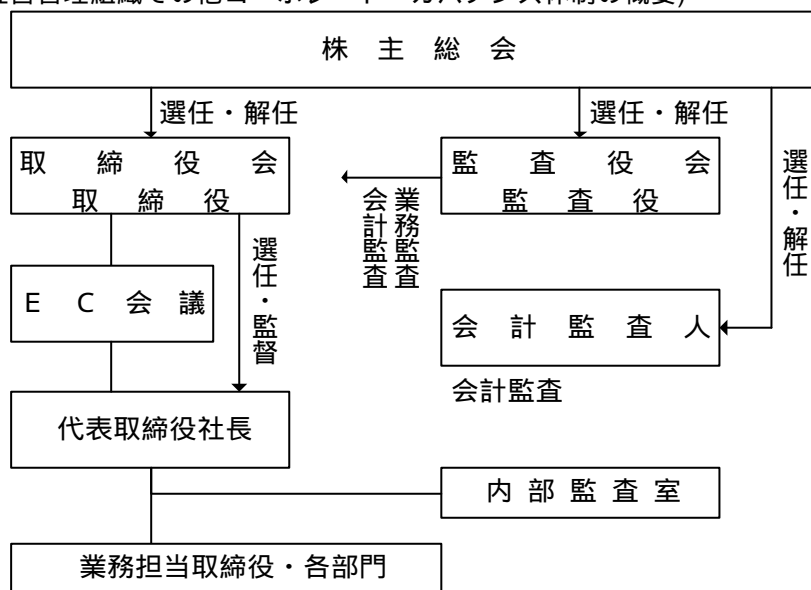 株主総会
選任・解任
選任・解任
選任・解任
取締役会
取締役
監査役会
監査役
業務監査
会計監査
選任・監督
EC会議
会計監査人
会計監査
代表取締役社長
内部監査室
業務担当取締役・各部門